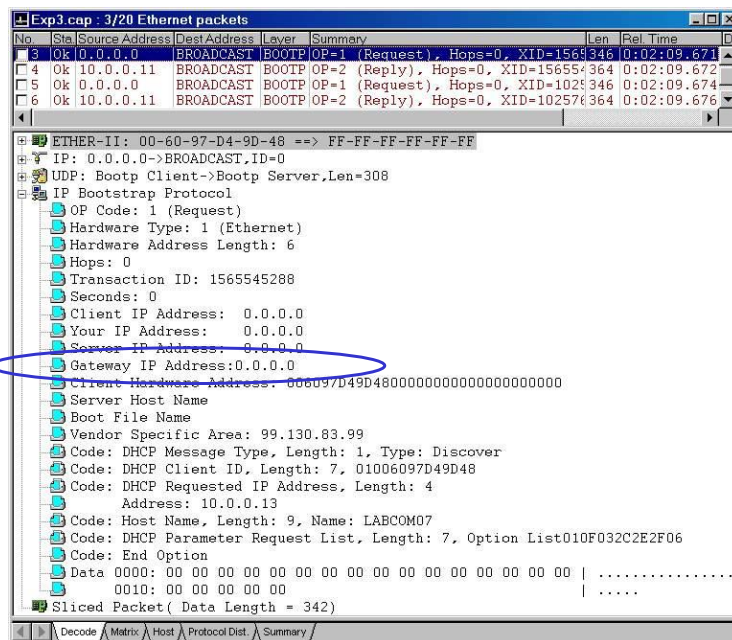 Exp3.cap : 3/20 Ethernet packets
No. Sta. Source Address Dest Address Layer Summary Len Rel. Time D
3 Ok 0.0.0.0 BROADCAST BOOTP OP=1 (Request), Hops=0, XID=1565 346 0:02:09.671
4 Ok 10.0.0.11 BROADCAST BOOTP OP=2 (Reply), Hops=0, XID=156554 364 0:02:09.672
5 Ok 0.0.0.0 BROADCAST BOOTP OP=1 (Request), Hops=0, XID=1025 346 0:02:09.674
6 Ok 10.0.0.11 BROADCAST BOOTP OP=2 (Reply), Hops=0, XID=102576 364 0:02:09.676
ETHER-II: 00-60-97-D4-9D-48 ==> FF-FF-FF-FF-FF-FF
IP: 0.0.0.0->BROADCAST,ID=0
UDP: Bootp Client->Bootp Server,Len=308
IP Bootstrap Protocol
OP Code: 1 (Request)
Hardware Type: 1 (Ethernet)
Hardware Address Length: 6
Hops: 0
Transaction ID: 1565545288
Seconds: 0
Client IP Address: 0.0.0.0
Your IP Address: 0.0.0.0
Server IP Address: 0.0.0.0
Gateway IP Address:0.0.0.0
Client Hardware Address: 006097D49D4800000000000000000000
Server Host Name
Boot File Name
Vendor Specific Area: 99.130.83.99
Code: DHCP Message Type, Length: 1, Type: Discover
Code: DHCP Client ID, Length: 7, 01006097D49D48
Code: DHCP Requested IP Address, Length: 4
Address: 10.0.0.13
Code: Host Name, Length: 9, Name: LABCOM07
Code: DHCP Parameter Request List, Length: 7, Option List010F032C2E2F06
Code: End Option
Data 0000: 00 00 00 00 00 00 00 00 00 00 00 00 00 00 00 00 | ................
0010: 00 00 00 00 00 | .....
Sliced Packet( Data Length = 342)
Decode Matrix Host Protocol Dist. Summary